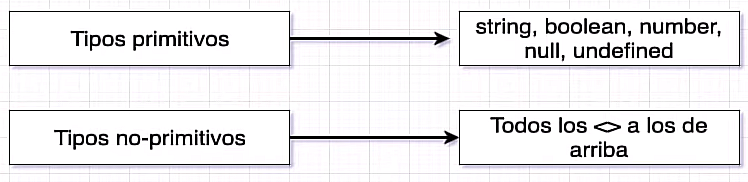 Tipos primitivos
string, boolean, number,
null, undefined
Tipos no-primitivos
Todos los <> a los de
arriba